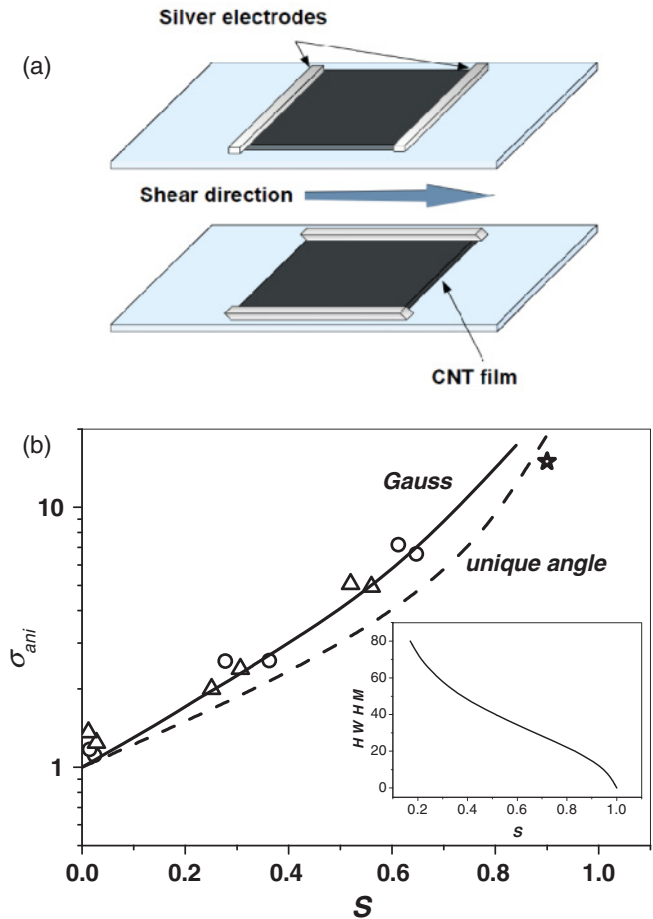 Silver electrodes
(a)
Shear direction
CNT film
(b)
10
1
σani
Gauss
unique angle
80
60
40
20
0
HWHM
0.2 0.4 0.6 0.8 1.0
S
0.0 0.2 0.4 0.6 0.8 1.0
S